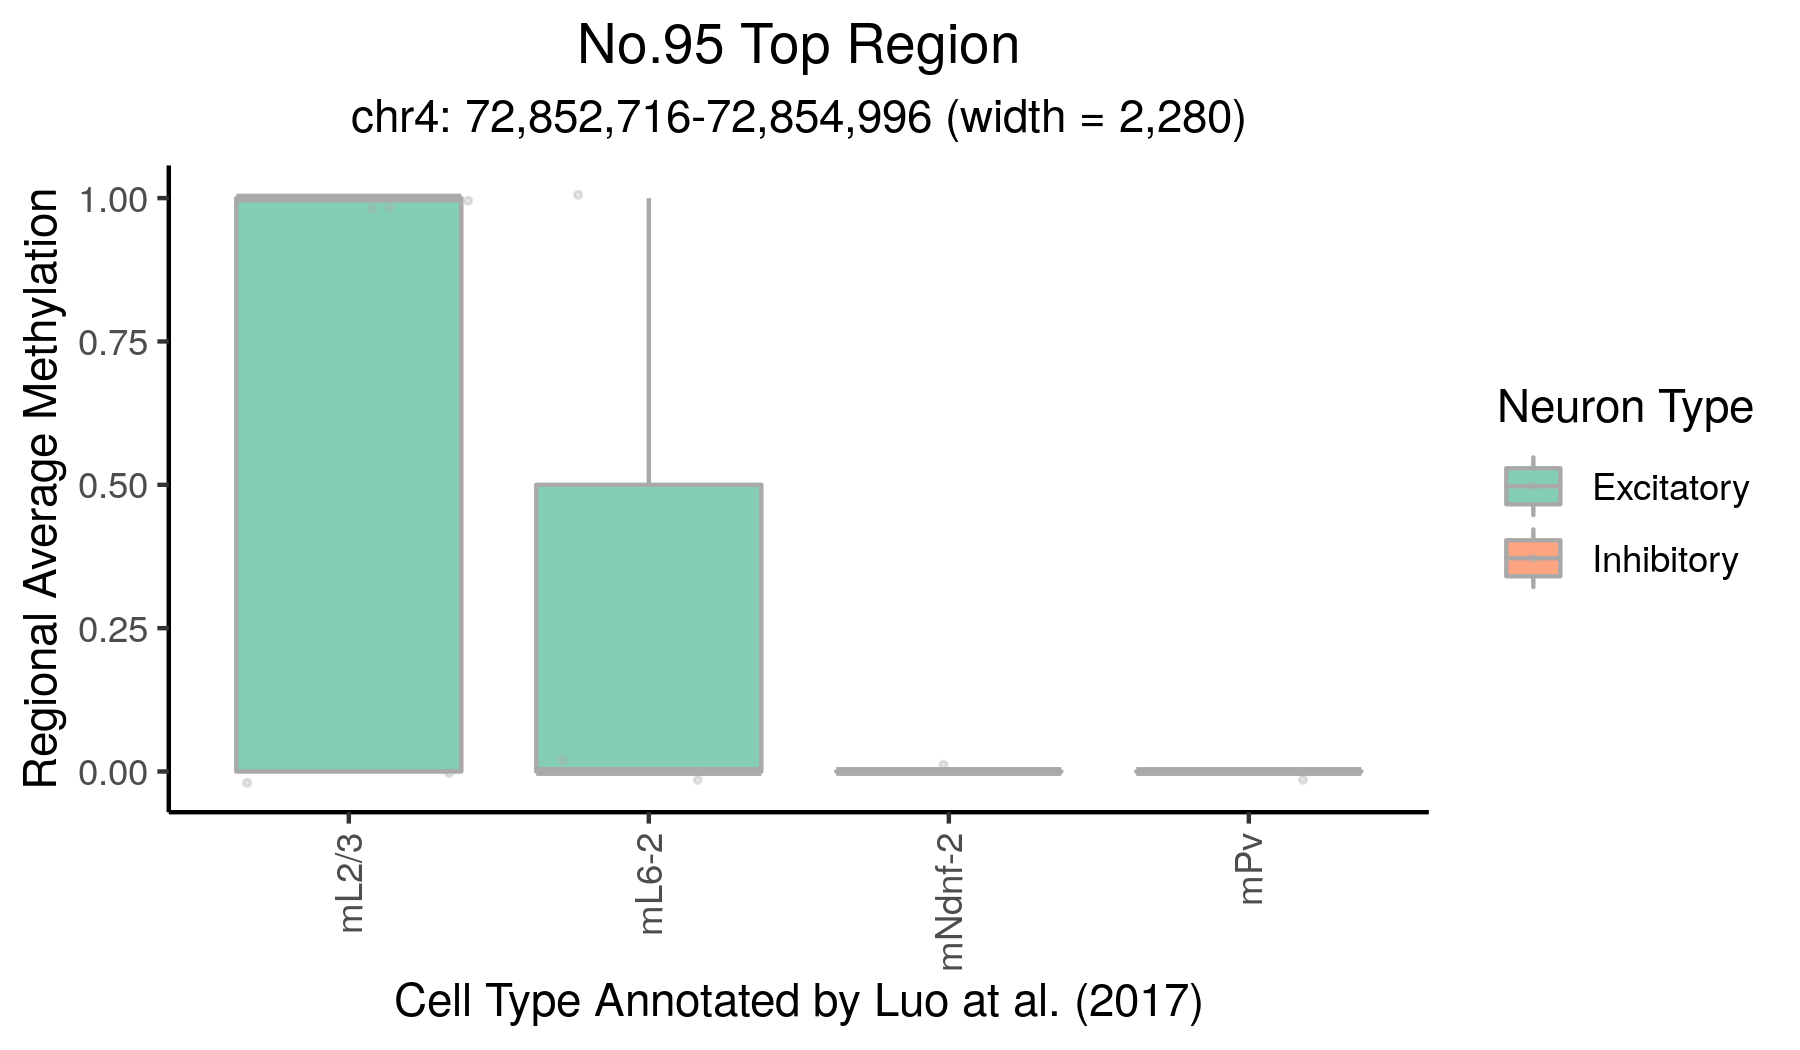 No.95 Top Region
chr4: 72,852,716-72,854,996 (width = 2,280)
Regional Average Methylation
1.00
0.75
0.50
0.25
0.00
mL2/3
mL6-2
mNdnf-2
mPv
Cell Type Annotated by Luo at al. (2017)
Neuron Type
Excitatory
Inhibitory